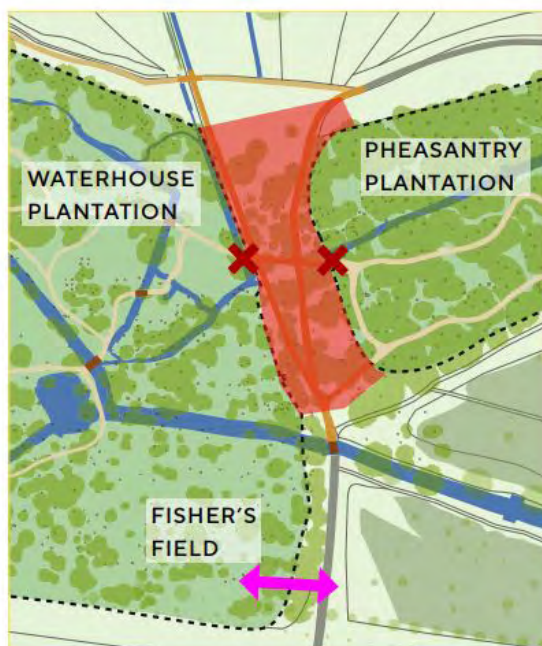 WATERHOUSE
PLANTATION
PHEASANTRY
PLANTATION
FISHER'S
FIELD